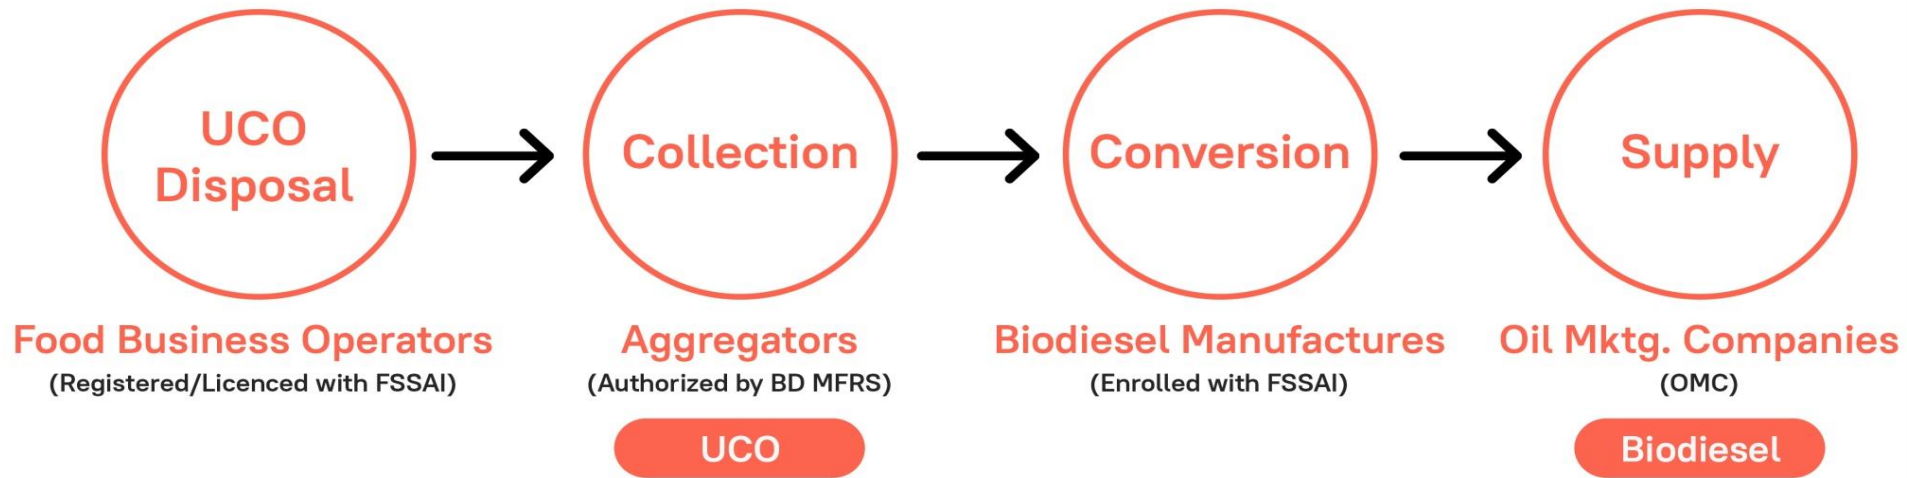 UCO
Disposal
Collection
Conversion
Supply
Food Business Operators
(Registered/Licenced with FSSAI)
Aggregators
(Authorized by BD MFRS)
UCO
Biodiesel Manufactures
(Enrolled with FSSAI)
Oil Mktg. Companies
(OMC)
Biodiesel